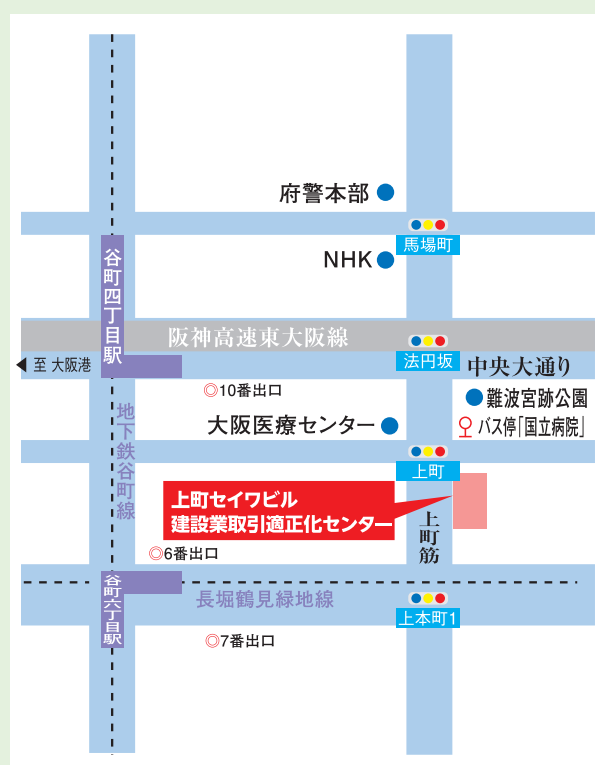 府警本部
馬場町
NHK
谷町四丁目駅
阪神高速東大阪線
至 大阪港
法円坂
中央大通り
◎10番出口
難波宮跡公園
バス停「国立病院」
大阪医療センター
地下鉄谷町線
上町
上町セイワビル
建設業取引適正化センター
上町筋
◎6番出口
谷町六丁目駅
長堀鶴見緑地線
上本町1
◎7番出口